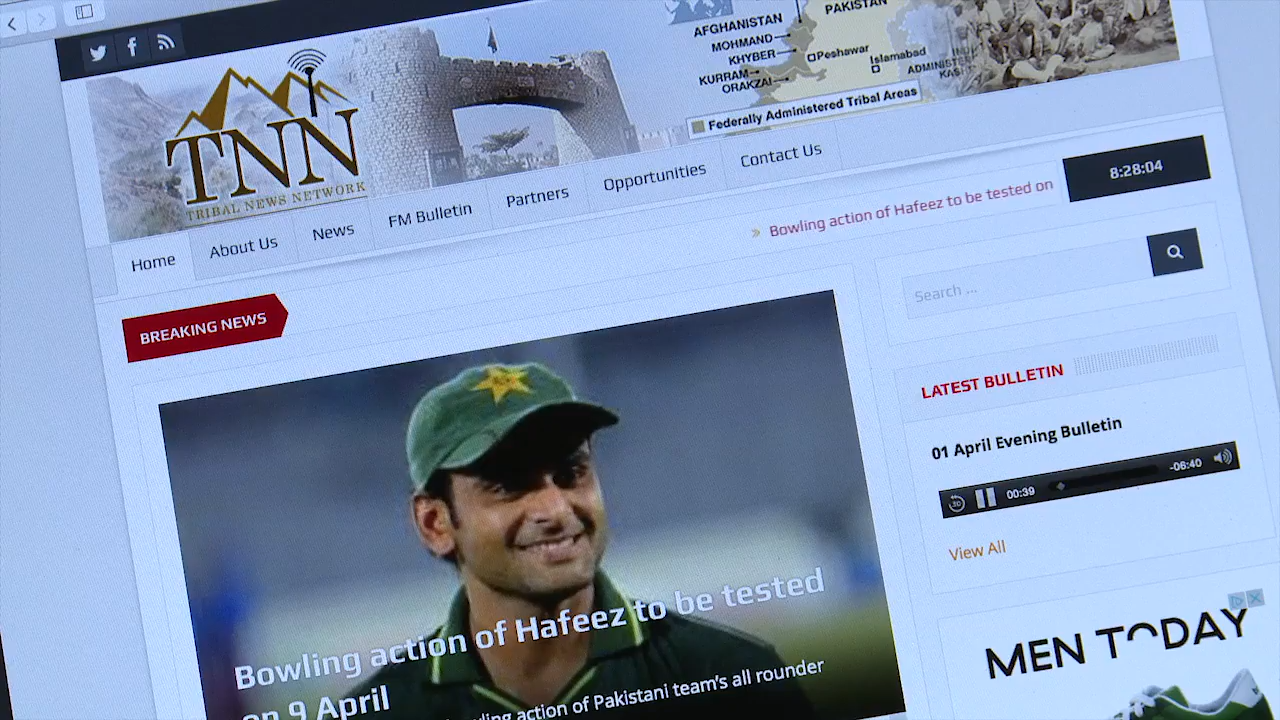 AFGHANISTAN
PAKISTAN
MOHMAND
KHYBER
Peshawar
Islamabad
KURRAM
ORAKZAI
Federally Administered Tribal Areas
TNN
TRIBAL NEWS NETWORK
Home
About Us
News
FM Bulletin
Partners
Opportunities
Contact Us
Bowling action of Hafeez to be tested on
8:28:04
BREAKING NEWS
Search ...
LATEST BULLETIN
01 April Evening Bulletin
30
00:39
-06:40
View All
Bowling action of Hafeez to be tested
on 9 April
action of Pakistani team's all rounder
MEN TODAY